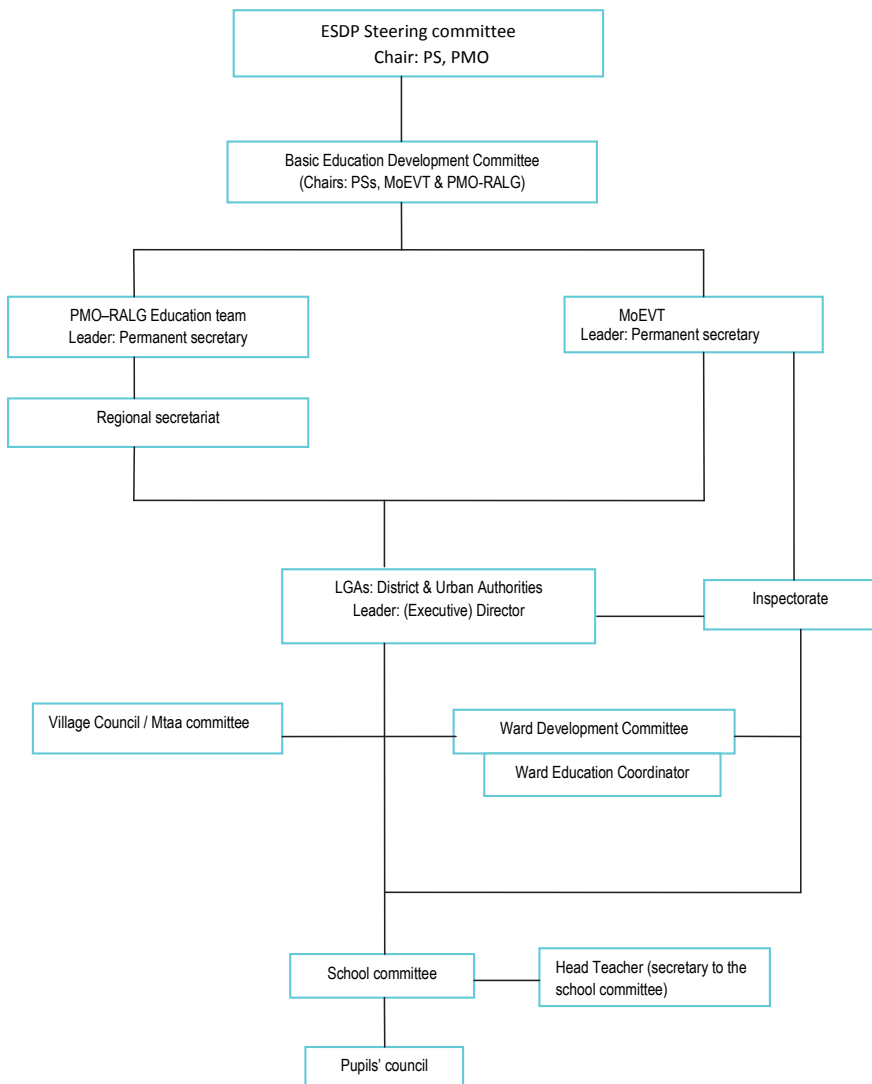 ESDP Steering committee
Chair: PS, PMO
Basic Education Development Committee
(Chairs: PSs, MoEVT & PMO-RALG)
PMO–RALG Education team
Leader: Permanent secretary
MoEVT
Leader: Permanent secretary
Regional secretariat
LGAs: District & Urban Authorities
Leader: (Executive) Director
Inspectorate
Village Council / Mtaa committee
Ward Development Committee
Ward Education Coordinator
School committee
Head Teacher (secretary to the
school committee)
Pupils' council